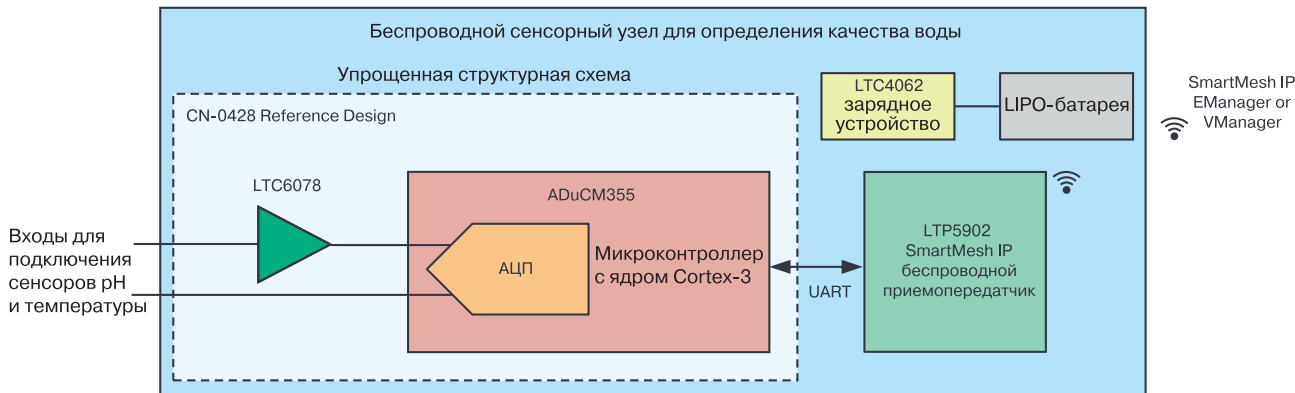 Беспроводной сенсорный узел для определения качества воды
Упрощенная структурная схема
CN-0428 Reference Design
LTC4062
зарядное
устройство
LIPO-батарея
SmartMesh IP
EManager or
VManager
LTC6078
ADuCM355
Входы для
подключения
сенсоров pH
и температуры
АЦП
Микроконтроллер
с ядром Cortex-3
UART
LTP5902
SmartMesh IP
беспроводной
приемопередатчик